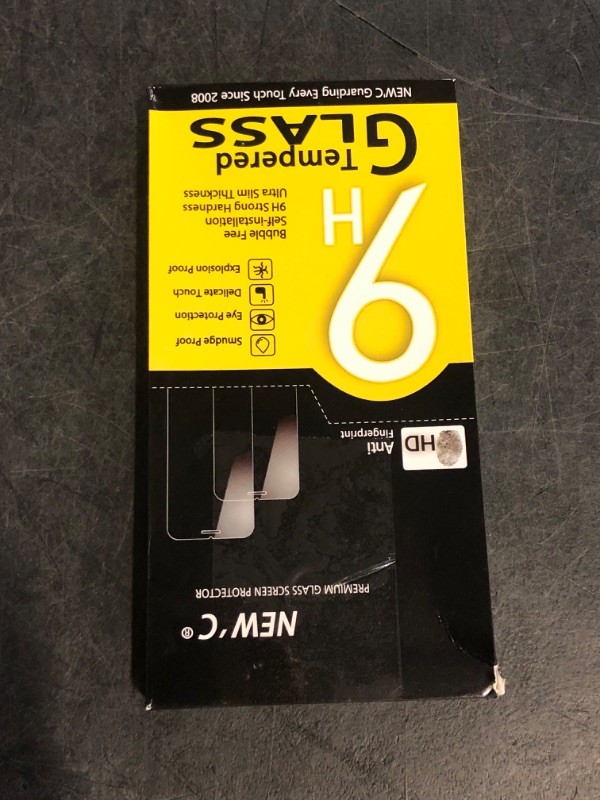 NEW'C®
PREMIUM GLASS SCREEN PROTECTOR
HD
Anti
Fingerprint
9H
Smudge Proof
Eye Protection
Delicate Touch
Explosion Proof
Bubble Free
Self-installation
9H Strong Hardness
Ultra Slim Thickness
Tempered
GLASS
NEW'C Guarding Every Touch Since 2008